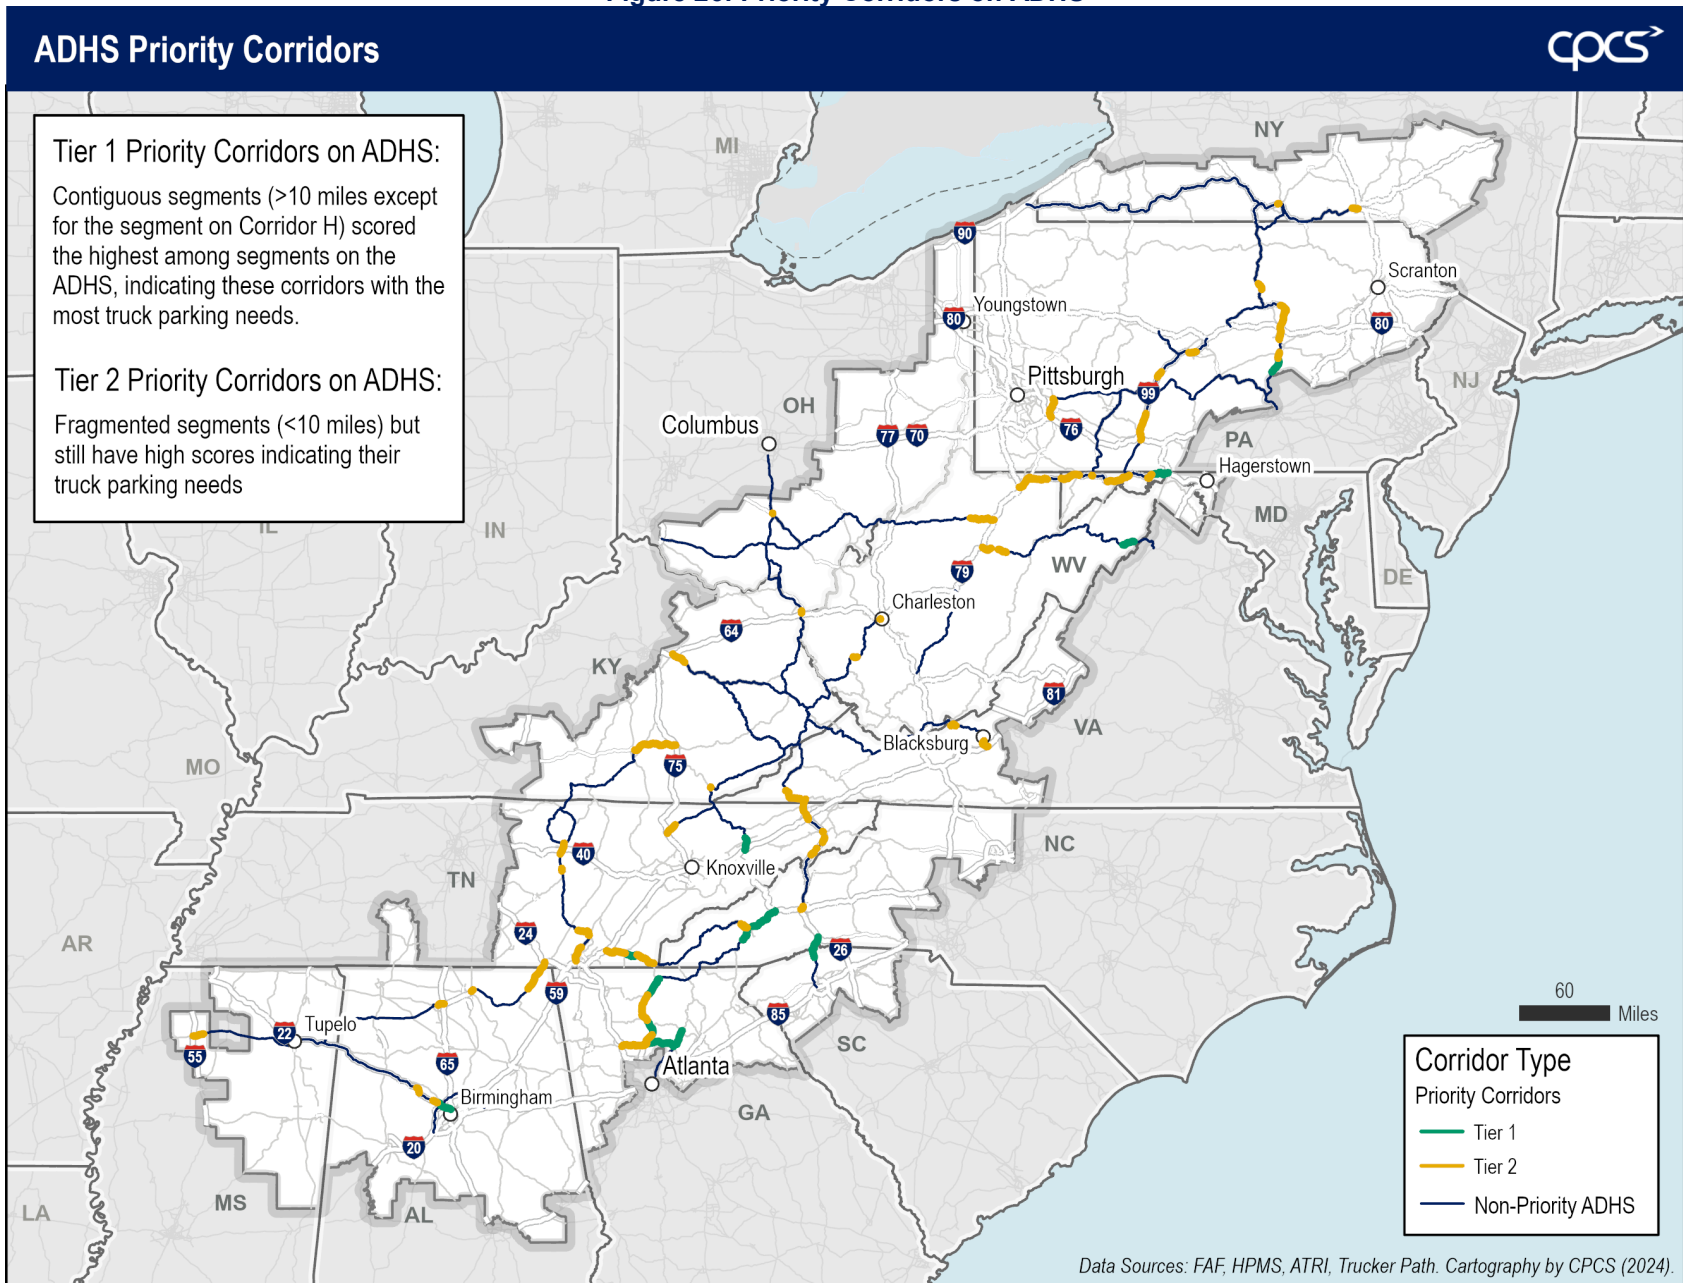 Figure 23: Priority Corridors on ADHS
ADHS Priority Corridors
cpcs
Tier 1 Priority Corridors on ADHS:
Contiguous segments (>10 miles except
for the segment on Corridor H) scored
the highest among segments on the
ADHS, indicating these corridors with the
most truck parking needs.
Tier 2 Priority Corridors on ADHS:
Fragmented segments (<10 miles) but
still have high scores indicating their
truck parking needs
MI
NY
90
Scranton
Youngstown
80
80
Pittsburgh
NJ
99
OH
Columbus
76
77
70
PA
Hagerstown
MD
IL
IN
WV
79
DE
Charleston
64
KY
81
VA
Blacksburg
MO
75
NC
40
Knoxville
TN
24
26
AR
59
85
Tupelo
22
SC
55
65
Atlanta
Birmingham
GA
20
MS
AL
LA
60
Miles
Corridor Type
Priority Corridors
Tier 1
Tier 2
Non-Priority ADHS
Data Sources: FAF, HPMS, ATRI, Trucker Path. Cartography by CPCS (2024).